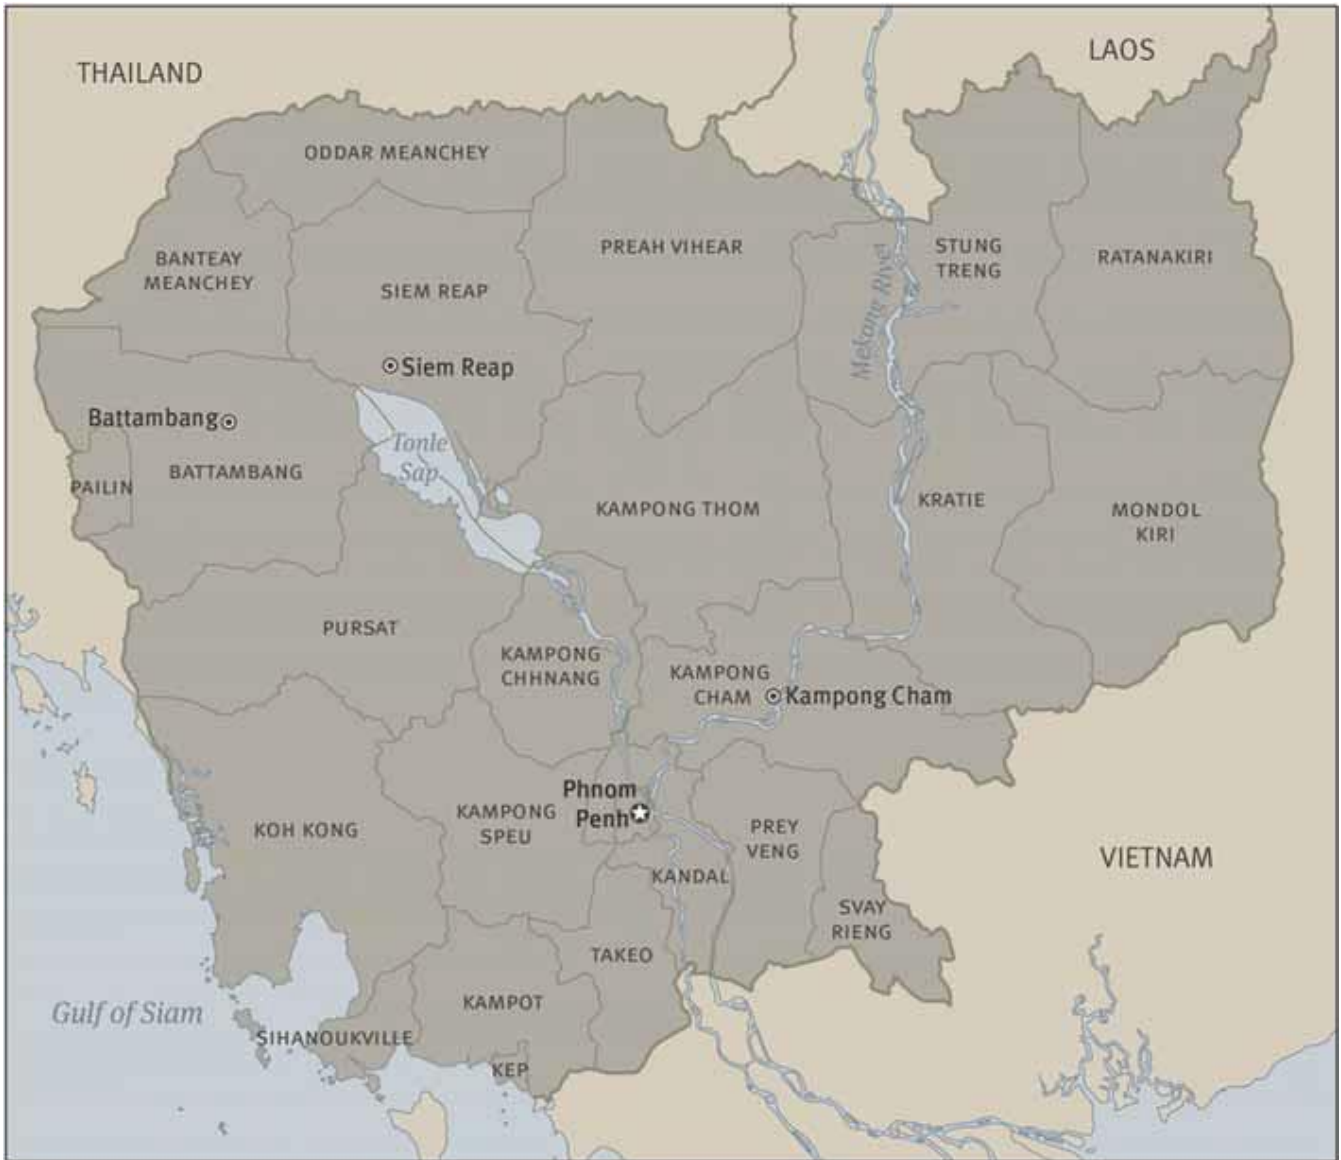 THAILAND
LAOS
ODDAR MEANCHEY
BANTEAY
MEANCHEY
SIEM REAP
PREAH VIHEAR
STUNG
TRENG
RATANAKIRI
Mekong River
Siem Reap
Battambang
Tonle
Sap
PAILIN
BATTAMBANG
KAMPONG THOM
KRATIE
MONDOL
KIRI
PURSAT
KAMPONG
CHHNANG
KAMPONG
CHAM
Kampong Cham
Phnom
Penh
KOH KONG
KAMPONG
SPEU
PREY
VENG
VIETNAM
KANDAL
SVAY
RIENG
TAKEO
Gulf of Siam
KAMPOT
SIHANOUKVILLE
KEP